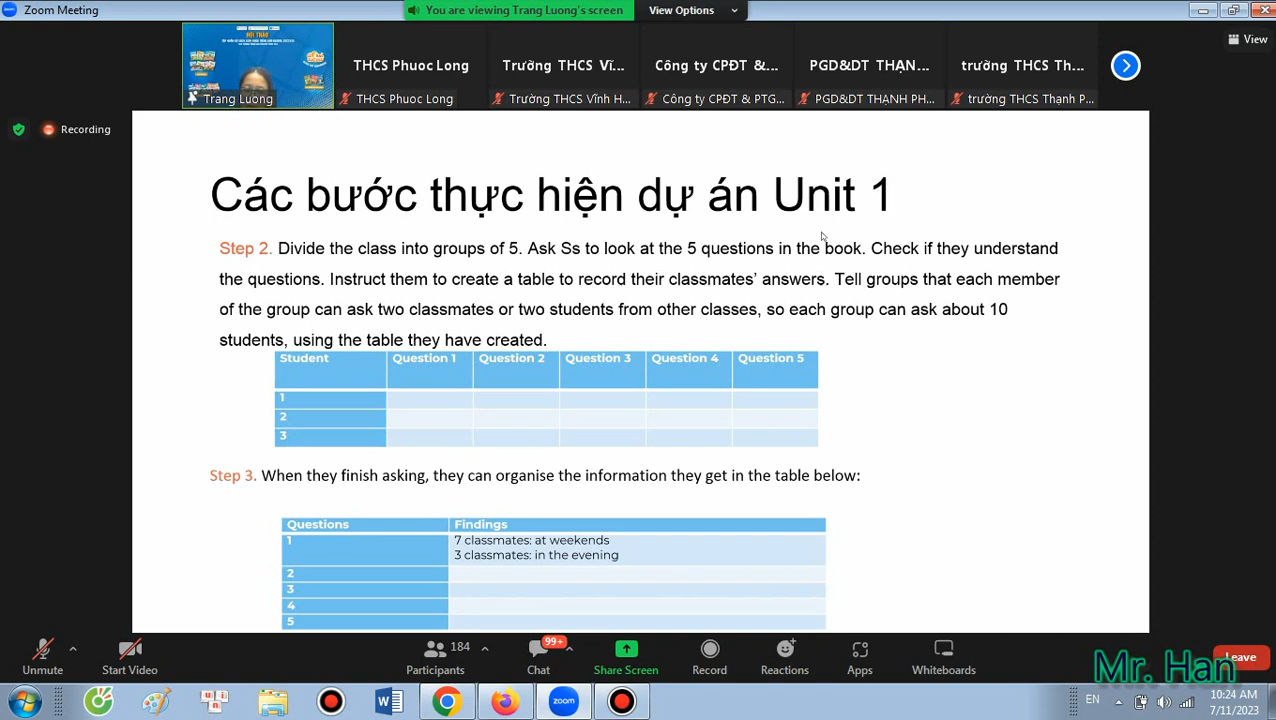 Zoom Meeting
You are viewing Trang Luong's screen
View Options
View
HỘI THẢO
THCS Phuoc Long
Trường THCS Vĩ...
Công ty CPĐT &...
PGD&DT THẠN...
trường THCS Th...
Trang Luong
THCS Phuoc Long
Trường THCS Vĩnh H...
Công ty CPĐT & PTG...
PGD&DT THẠNH PH...
trường THCS Thạnh P...
Recording
Các bước thực hiện dự án Unit 1
Step 2. Divide the class into groups of 5. Ask Ss to look at the 5 questions in the book. Check if they understand
the questions. Instruct them to create a table to record their classmates’ answers. Tell groups that each member
of the group can ask two classmates or two students from other classes, so each group can ask about 10
students, using the table they have created.
Student Question 1 Question 2 Question 3 Question 4 Question 5
1
2
3
Step 3. When they finish asking, they can organise the information they get in the table below:
Questions Findings
1 7 classmates: at weekends
3 classmates: in the evening
2
3
4
5
184
99+
Unmute Start Video Participants Chat Share Screen Record Reactions Apps Whiteboards Leave
Mr. Han
EN
10:24 AM
7/11/2023